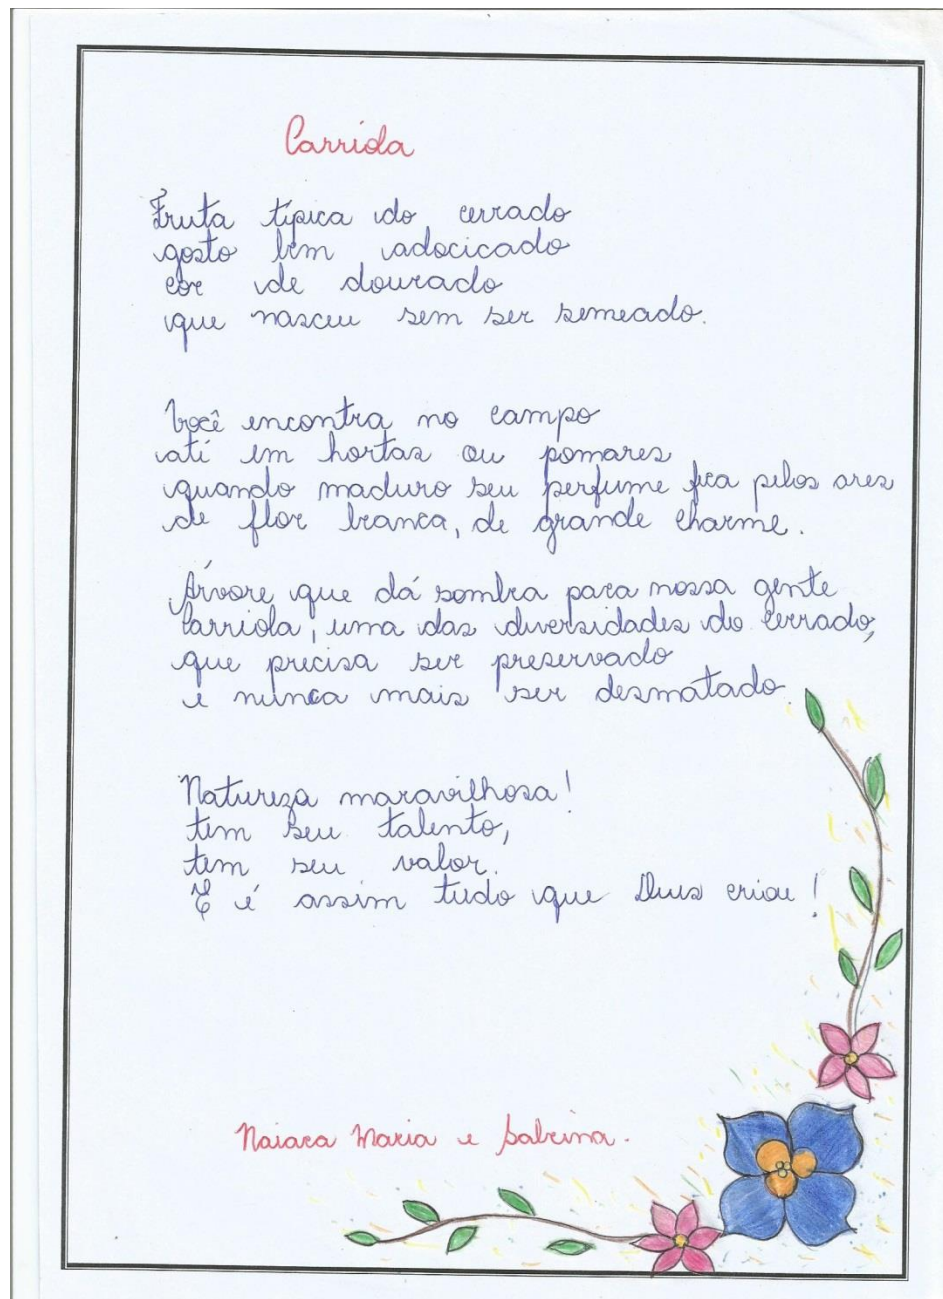 Carriola
Fruta típica do cerrado
gosto bem adocicado
cor de dourado
que nasceu sem ser semeado.
Você encontra no campo
até em hortas ou pomares
quando maduro seu perfume fica pelos ares
de flor branca, de grande charme.
Árvore que dá sombra para nossa gente
Carriola, uma das diversidades do cerrado,
que precisa ser preservado
e nunca mais ser desmatado.
Natureza maravilhosa!
tem seu talento,
tem seu valor.
E é assim tudo que Deus criou!
Naiara Maria e Sabrina.